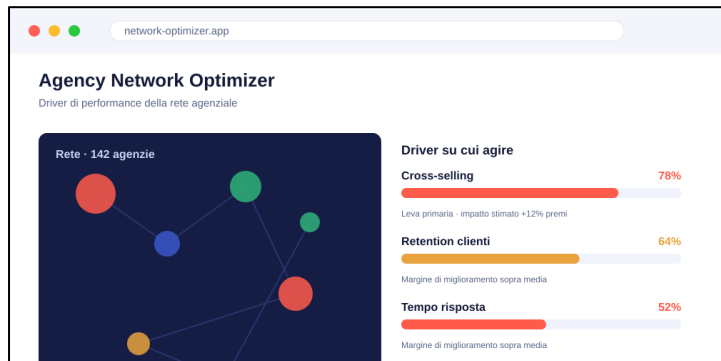 network-optimizer.app
Agency Network Optimizer
Driver di performance della rete agenziale
Rete · 142 agenzie
Driver su cui agire
Cross-selling 78%
Leva primaria · impatto stimato +12% premi
Retention clienti 64%
Margine di miglioramento sopra media
Tempo risposta 52%
Margine di miglioramento sopra media